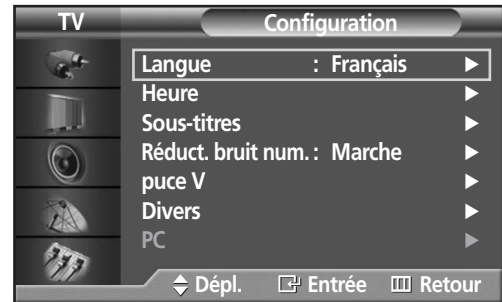 TV Configuration
Langue : Français
Heure
Sous-titres
Réduct. bruit num. : Marche
puce V
Divers
PC
Dépl. Entrée Retour